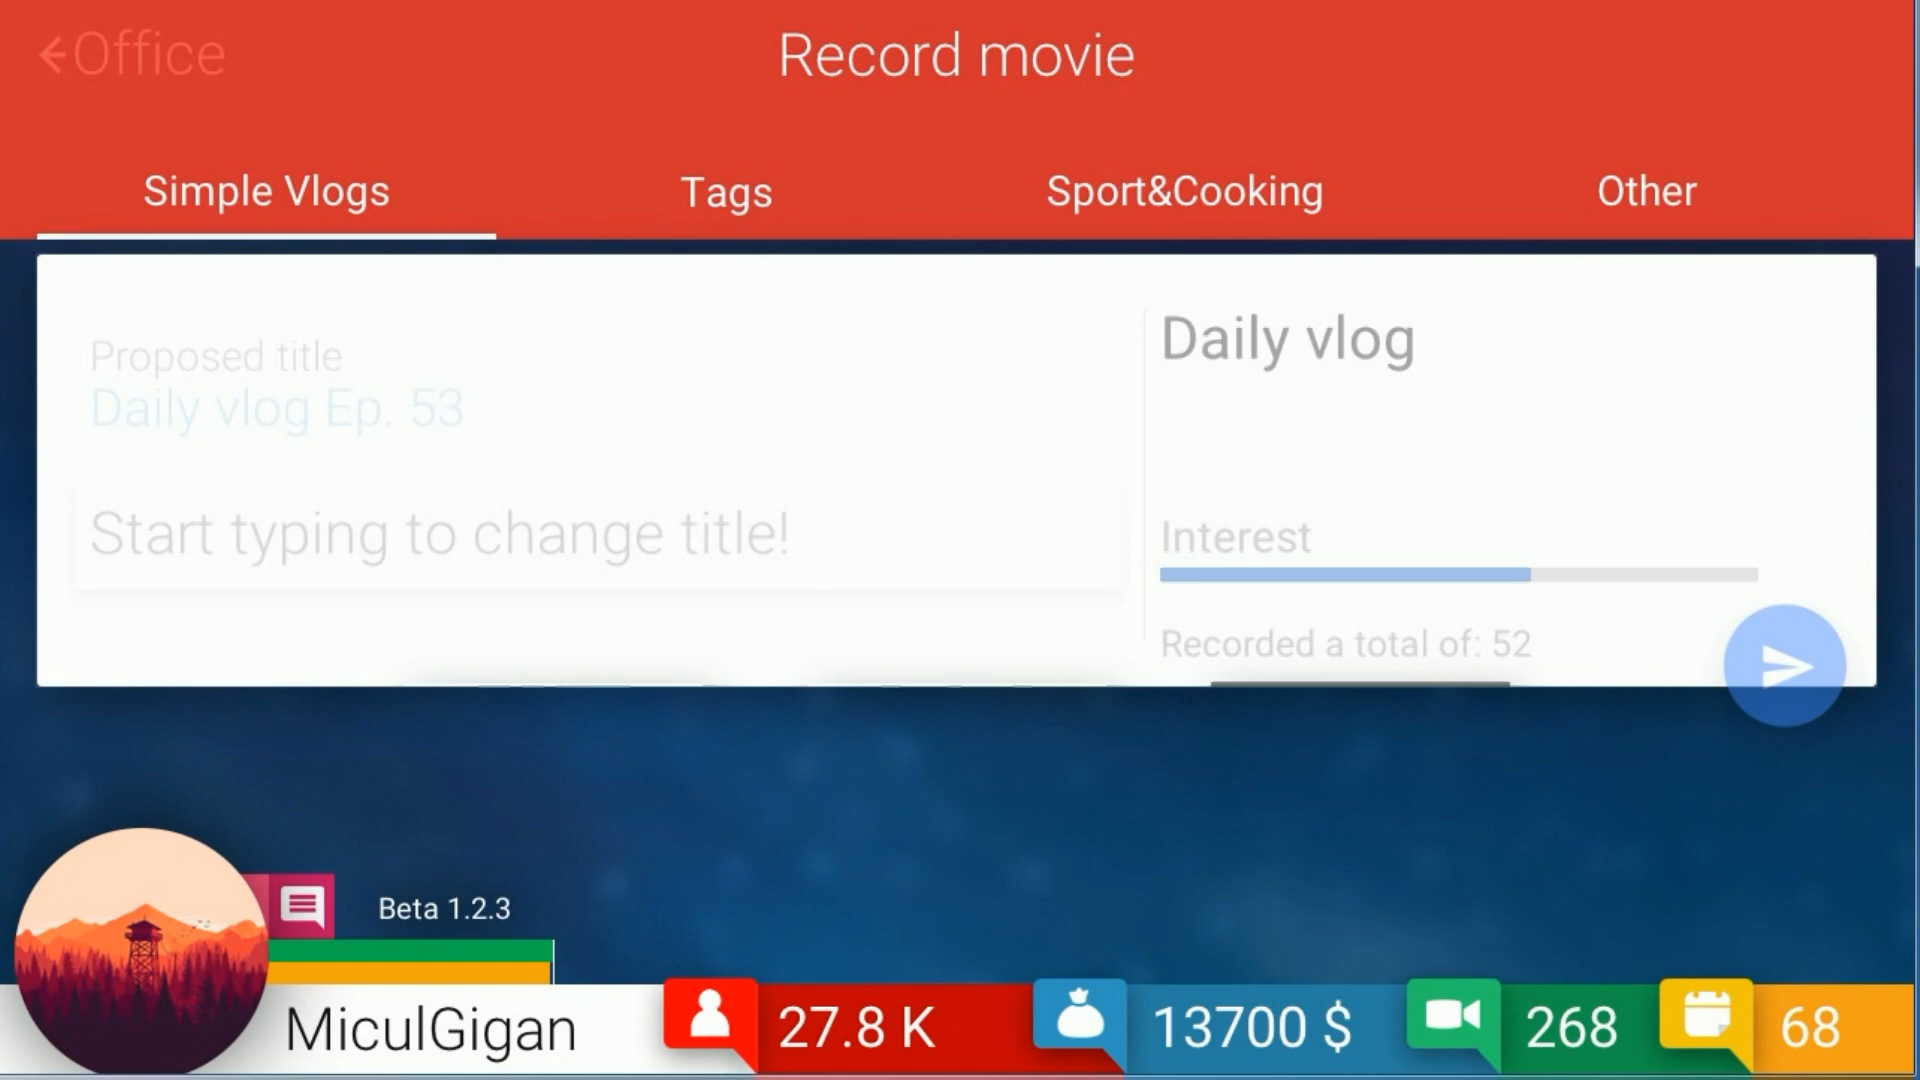 Office
Record movie
Simple Vlogs
Tags
Sport&Cooking
Other
Proposed title
Daily vlog Ep. 53
Start typing to change title!
Daily vlog
Interest
Recorded a total of: 52
Beta 1.2.3
MiculGigan
27.8 K
13700 $
268
68